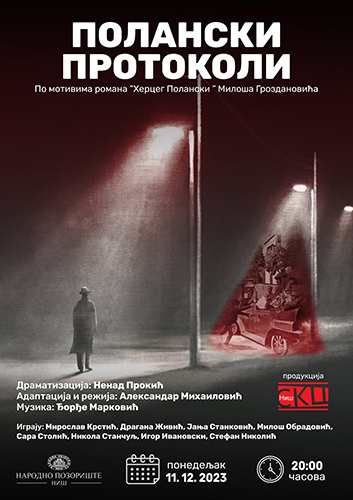 ПОЛАНСКИ
ПРОТОКОЛИ
По мотивима романа "Херцег Полански " Милоша Гроздановића
Драматизација: Ненад Прокић
Адаптација и режија: Александар Михаиловић
Музика: Ђорђе Марковић
продукција
Ниш СКЦ
Играју: Мирослав Крстић, Драгана Живић, Јања Станковић, Милош Обрадовић,
Сара Столић, Никола Станчуљ, Игор Ивановски, Стефан Николић
НАРОДНО ПОЗОРИШТЕ
НИШ
понедељак
11. 12. 2023
20:00
часова